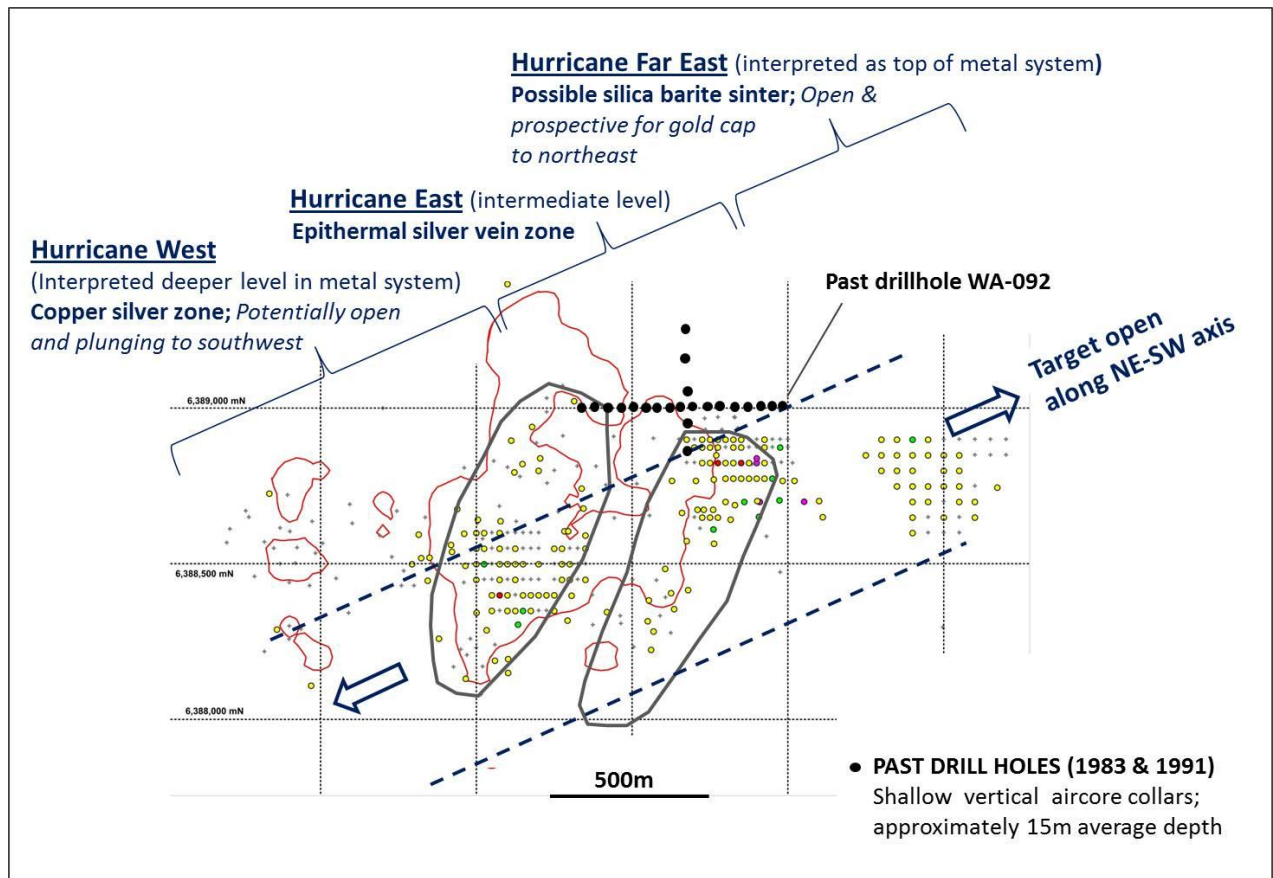 Hurricane Far East (interpreted as top of metal system)
Possible silica barite sinter; Open &
prospective for gold cap
to northeast
Hurricane East (intermediate level)
Epithermal silver vein zone
Hurricane West
(Interpreted deeper level in metal system)
Copper silver zone; Potentially open
and plunging to southwest
Past drillhole WA-092
Target open
along NE-SW axis
6,389,000 mN
6,388,500 mN
6,388,000 mN
500m
PAST DRILL HOLES (1983 & 1991)
Shallow vertical aircore collars;
approximately 15m average depth